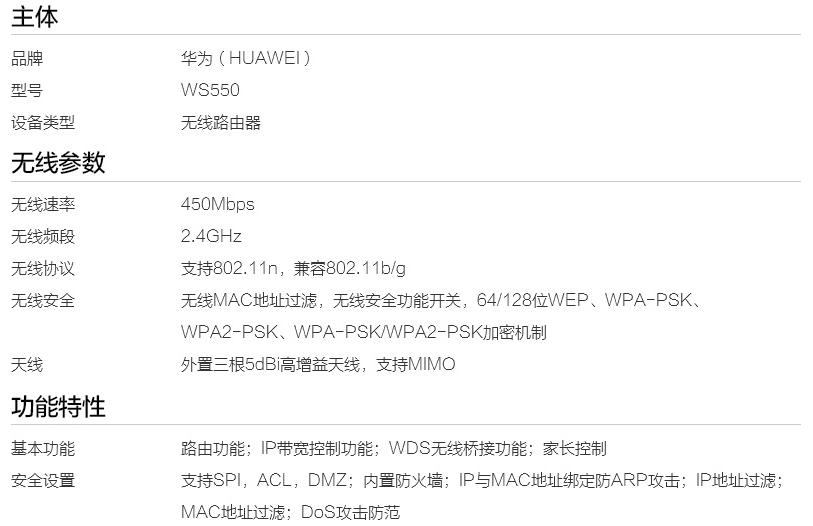 主体
品牌 华为（HUAWEI）
型号 WS550
设备类型 无线路由器
无线参数
无线速率 450Mbps
无线频段 2.4GHz
无线协议 支持802.11n，兼容802.11b/g
无线安全 无线MAC地址过滤，无线安全功能开关，64/128位WEP、WPA-PSK、
WPA2-PSK、WPA-PSK/WPA2-PSK加密机制
天线 外置三根5dBi高增益天线，支持MIMO
功能特性
基本功能 路由功能；IP带宽控制功能；WDS无线桥接功能；家长控制
安全设置 支持SPI，ACL，DMZ；内置防火墙；IP与MAC地址绑定防ARP攻击；IP地址过滤；
MAC地址过滤；DoS攻击防范